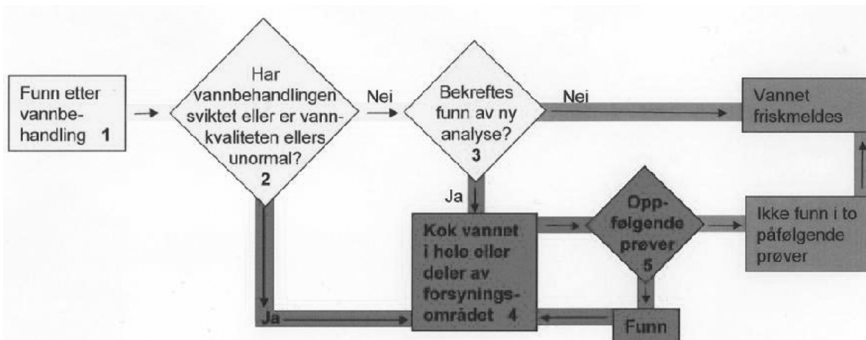 Funn etter
vannbe-
handling 1
Har
vannbehandlingen
sviktet eller er vann-
kvaliteten ellers
unormal?
2
Nei
Bekreftes
funn av ny
analyse?
3
Nei
Vannet
friskmeldes
Ja
Kok vannet
i hele eller
deler av
forsynings-
området 4
Opp-
følgende
prøver
5
Ikke funn i to
påfølgende
prøver
Ja
Funn